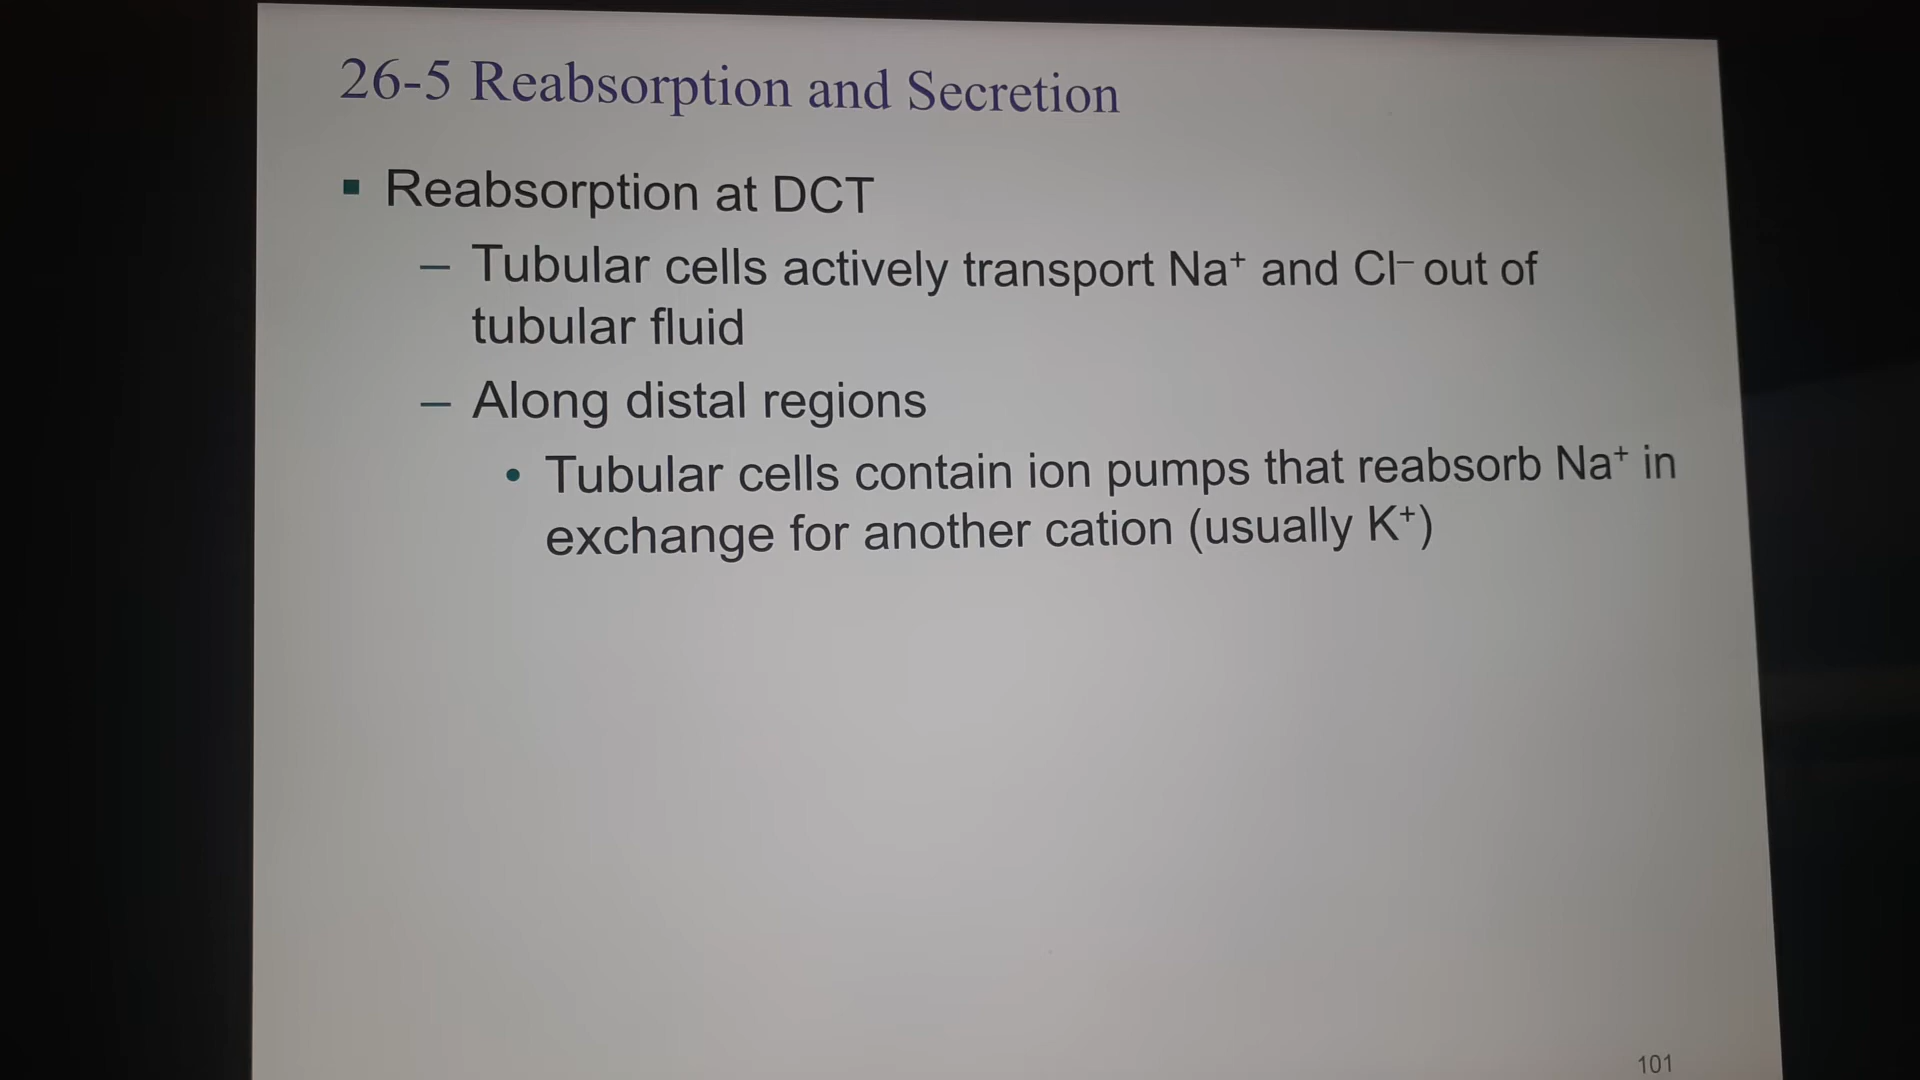 26-5 Reabsorption and Secretion
▪ Reabsorption at DCT
– Tubular cells actively transport Na⁺ and Cl⁻ out of
tubular fluid
– Along distal regions
• Tubular cells contain ion pumps that reabsorb Na⁺ in
exchange for another cation (usually K⁺)
101